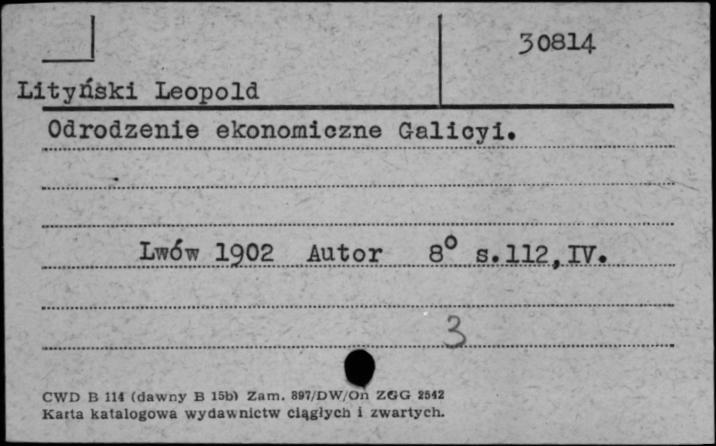 30814
Lityński Leopold
Odrodzenie ekonomiczne Galicyi.
Lwów 1902 Autor 8° s.112,IV.
3
CWD B 114 (dawny B 15b) Zam. 897/DW/On ZGG 2542
Karta katalogowa wydawnictw ciągłych i zwartych.